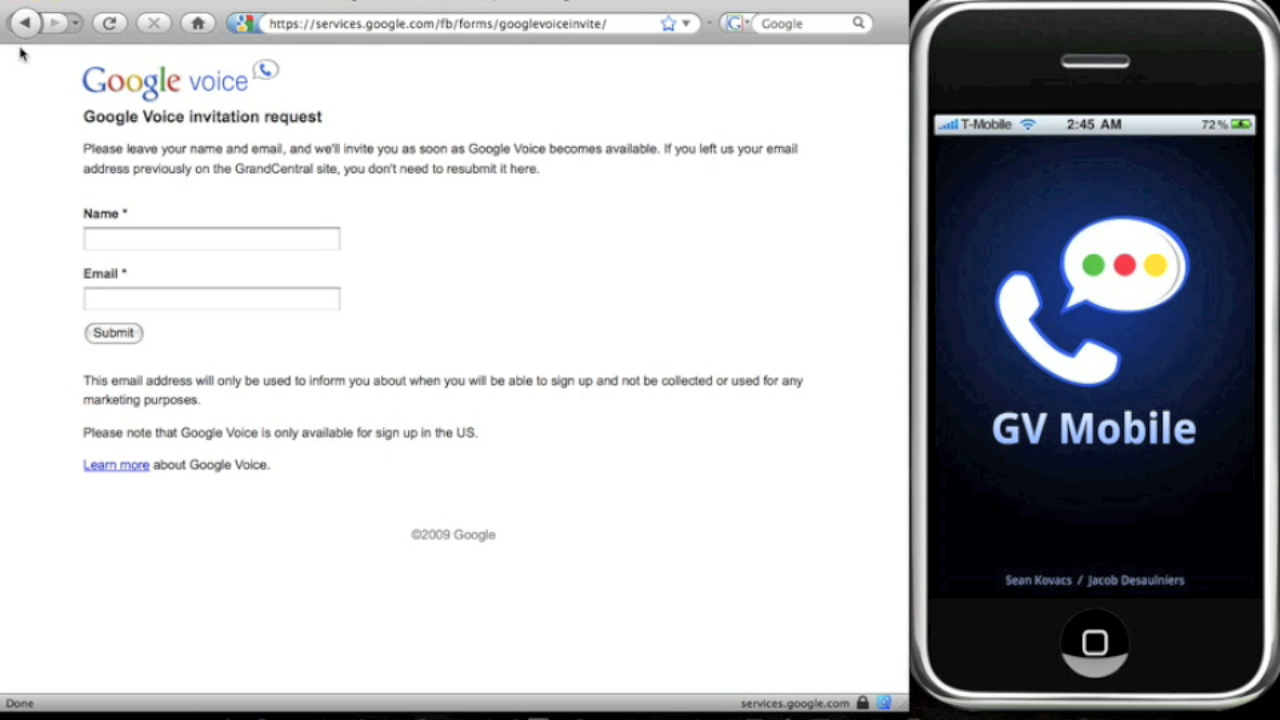 https://services.google.com/fb/forms/googlevoiceinvite/
Google
Google voice
Google Voice invitation request
Please leave your name and email, and we'll invite you as soon as Google Voice becomes available. If you left us your email
address previously on the GrandCentral site, you don't need to resubmit it here.
Name *
Email *
Submit
This email address will only be used to inform you about when you will be able to sign up and not be collected or used for any
marketing purposes.
Please note that Google Voice is only available for sign up in the US.
Learn more about Google Voice.
©2009 Google
Done
services.google.com
T-Mobile 2:45 AM 72%
GV Mobile
Sean Kovacs / Jacob Desaulniers